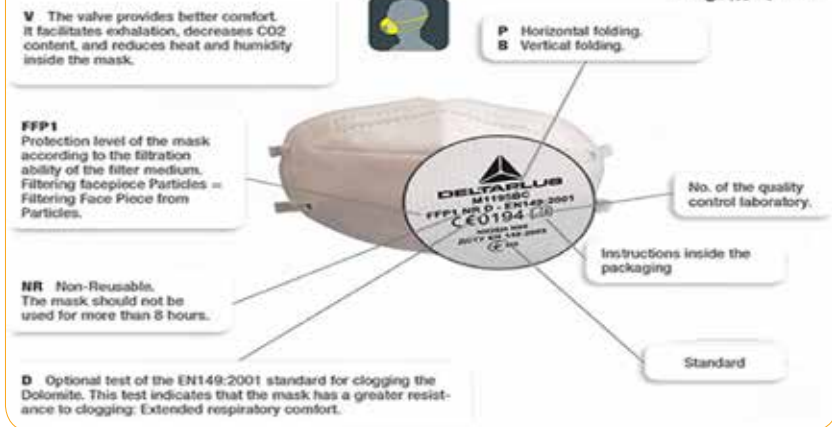 V The valve provides better comfort.
It facilitates exhalation, decreases CO2
content, and reduces heat and humidity
inside the mask.
P Horizontal folding.
B Vertical folding.
FFP1
Protection level of the mask
according to the filtration
ability of the filter medium.
Filtering facepiece Particles =
Filtering Face Piece from
Particles.
DELTAPLUS
M1195BC
FFP1 NR D - EN149:2001
CE0194
No. of the quality
control laboratory.
Instructions inside the
packaging
NR Non-Reusable.
The mask should not be
used for more than 8 hours.
Standard
D Optional test of the EN149:2001 standard for clogging the
Dolomite. This test indicates that the mask has a greater resist-
ance to clogging: Extended respiratory comfort.